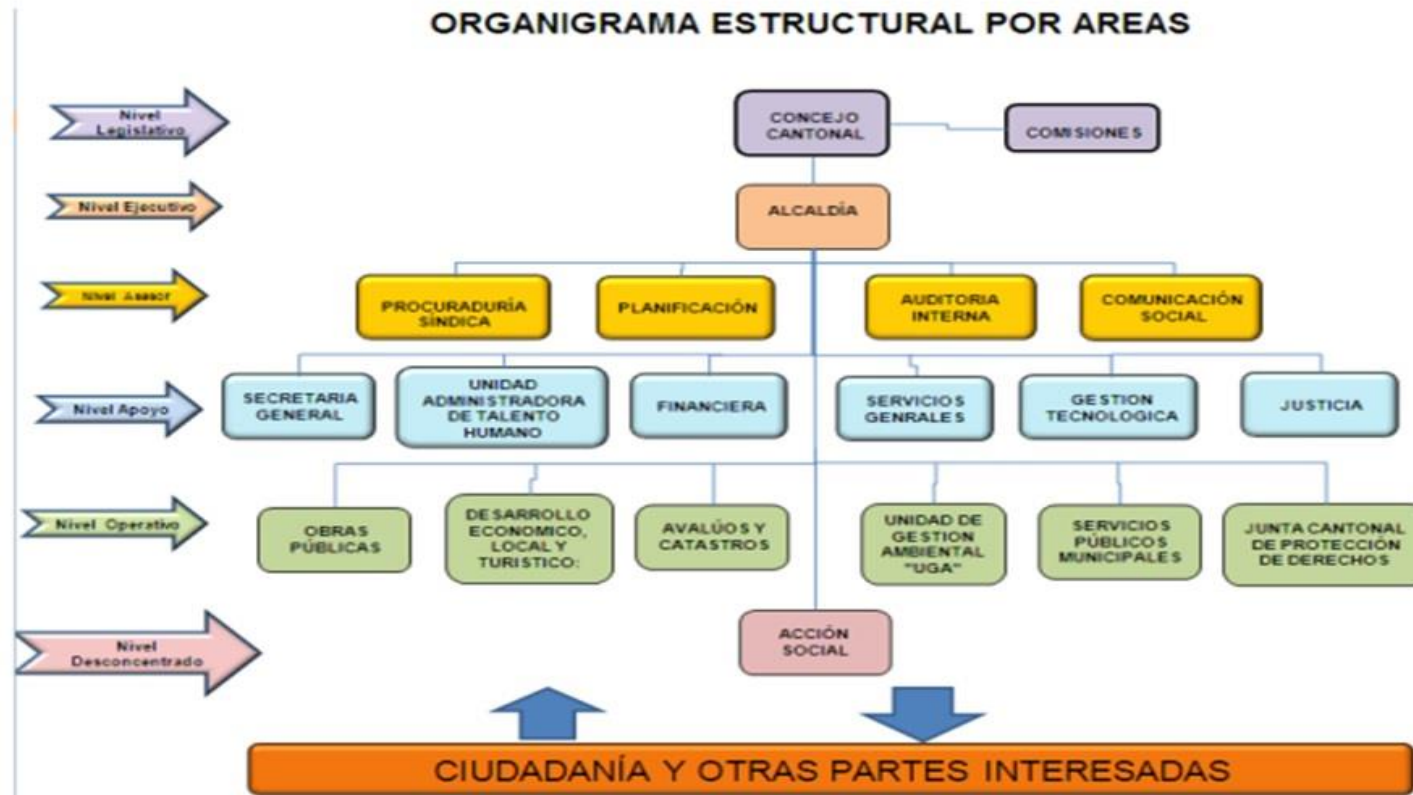 ORGANIGRAMA ESTRUCTURAL POR AREAS
Nivel
Legislativo
CONCEJO
CANTONAL
COMISIONES
Nivel Ejecutivo
ALCALDÍA
Nivel Asesor
PROCURADURÍA
SÍNDICA
PLANIFICACIÓN
AUDITORIA
INTERNA
COMUNICACIÓN
SOCIAL
Nivel Apoyo
SECRETARIA
GENERAL
UNIDAD
ADMINISTRADORA
DE TALENTO
HUMANO
FINANCIERA
SERVICIOS
GENRALES
GESTION
TECNOLOGICA
JUSTICIA
Nivel Operativo
OBRAS
PÚBLICAS
DESARROLLO
ECONOMICO,
LOCAL Y
TURISTICO:
AVALÚOS Y
CATASTROS
UNIDAD DE
GESTION
AMBIENTAL
"UGA"
SERVICIOS
PÚBLICOS
MUNICIPALES
JUNTA CANTONAL
DE PROTECCIÓN
DE DERECHOS
Nivel
Desconcentrado
ACCIÓN
SOCIAL
CIUDADANÍA Y OTRAS PARTES INTERESADAS